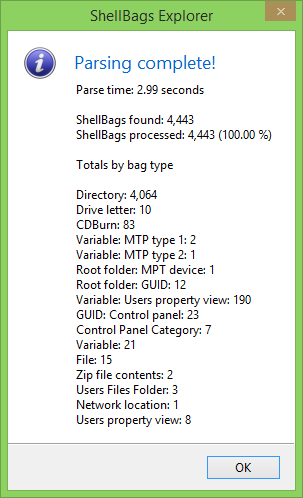 ShellBags Explorer
Parsing complete!
Parse time: 2.99 seconds
ShellBags found: 4,443
ShellBags processed: 4,443 (100.00 %)
Totals by bag type
Directory: 4,064
Drive letter: 10
CDBurn: 83
Variable: MTP type 1: 2
Variable: MTP type 2: 1
Root folder: MPT device: 1
Root folder: GUID: 12
Variable: Users property view: 190
GUID: Control panel: 23
Control Panel Category: 7
Variable: 21
File: 15
Zip file contents: 2
Users Files Folder: 3
Network location: 1
Users property view: 8
OK